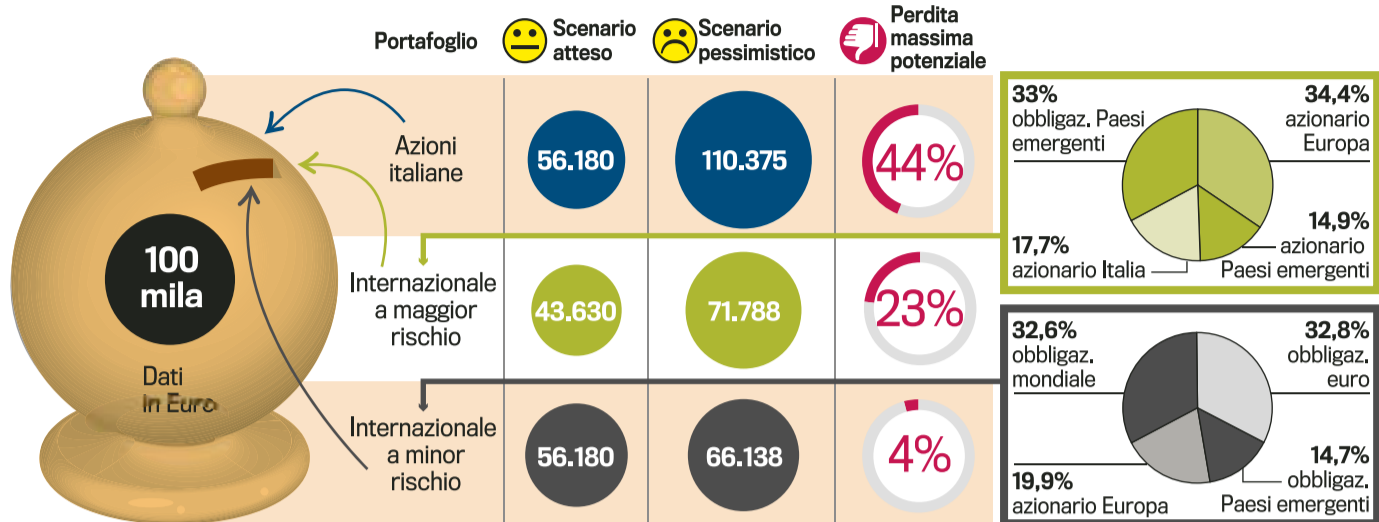 Portafoglio
Scenario
atteso
Scenario
pessimistico
Perdita
massima
potenziale
100
mila
Dati
in Euro
Azioni
italiane
56.180
110.375
44%
Internazionale
a maggior
rischio
43.630
71.788
23%
Internazionale
a minor
rischio
56.180
66.138
4%
33%
obbligaz. Paesi
emergenti
34,4%
azionario
Europa
17,7%
azionario Italia
14,9%
azionario
Paesi emergenti
32,6%
obbligaz.
mondiale
32,8%
obbligaz.
euro
19,9%
azionario Europa
14,7%
obbligaz.
Paesi emergenti